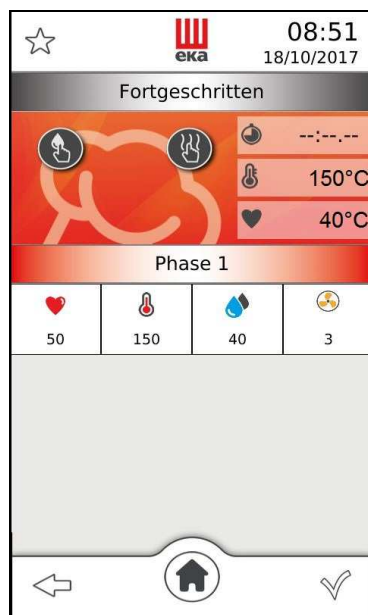 08:51
eka
18/10/2017
Fortgeschritten
--:--.--
150°C
40°C
Phase 1
50 150 40 3